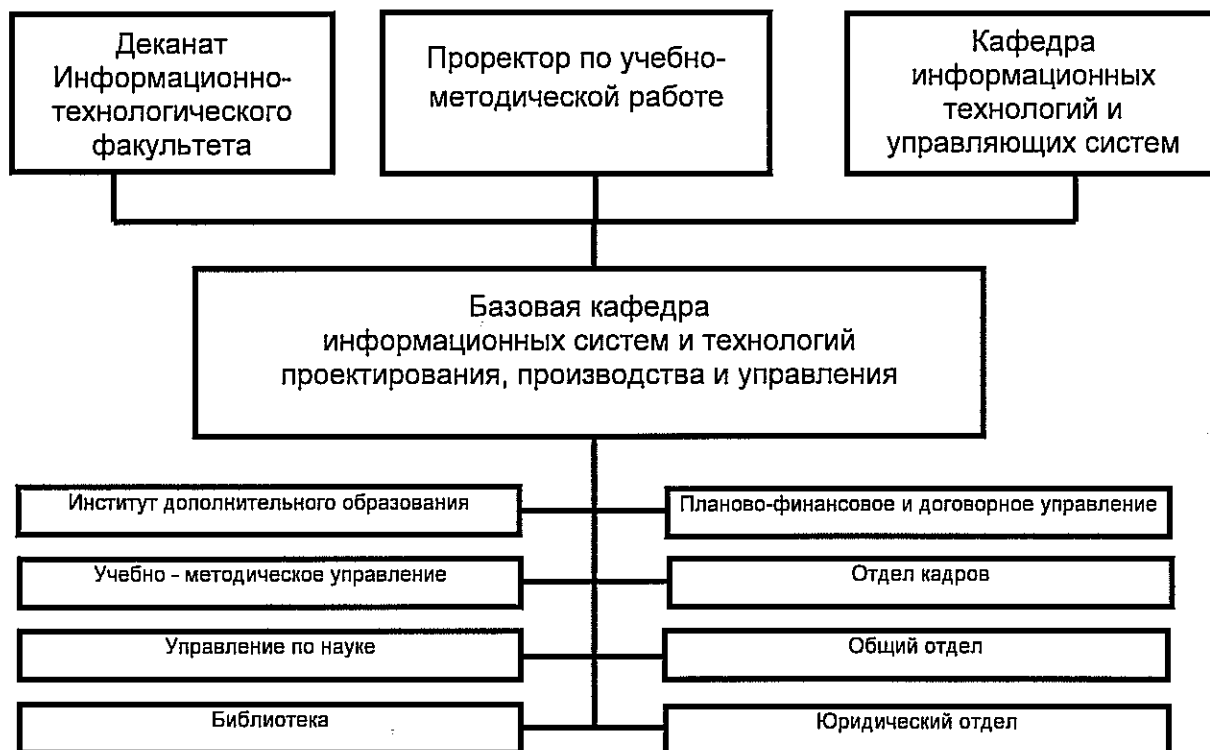 Деканат
Информационно-
технологического
факультета
Проректор по учебно-
методической работе
Кафедра
информационных
технологий и
управляющих систем
Базовая кафедра
информационных систем и технологий
проектирования, производства и управления
Институт дополнительного образования
Планово-финансовое и договорное управление
Учебно - методическое управление
Отдел кадров
Управление по науке
Общий отдел
Библиотека
Юридический отдел